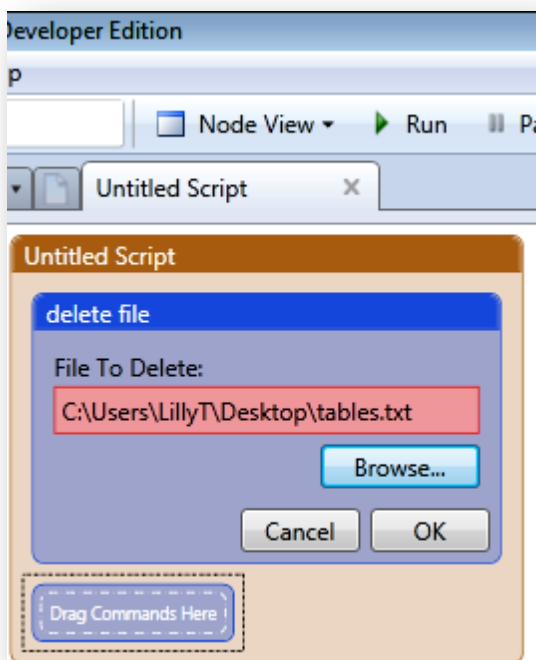 Developer Edition
p
Node View Run Pa
Untitled Script
Untitled Script
delete file
File To Delete:
C:\Users\LillyT\Desktop\tables.txt
Browse...
Cancel OK
Drag Commands Here